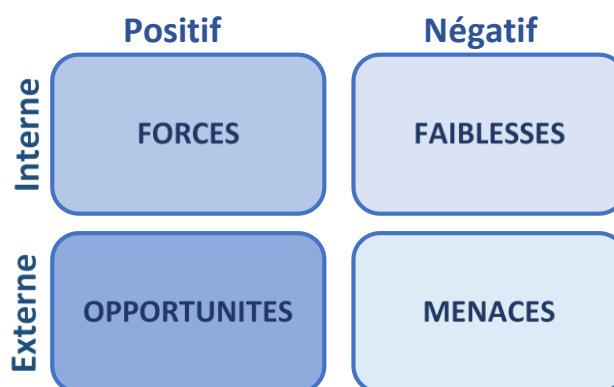 Positif Négatif
Interne
FORCES FAIBLESSES
Externe
OPPORTUNITES MENACES